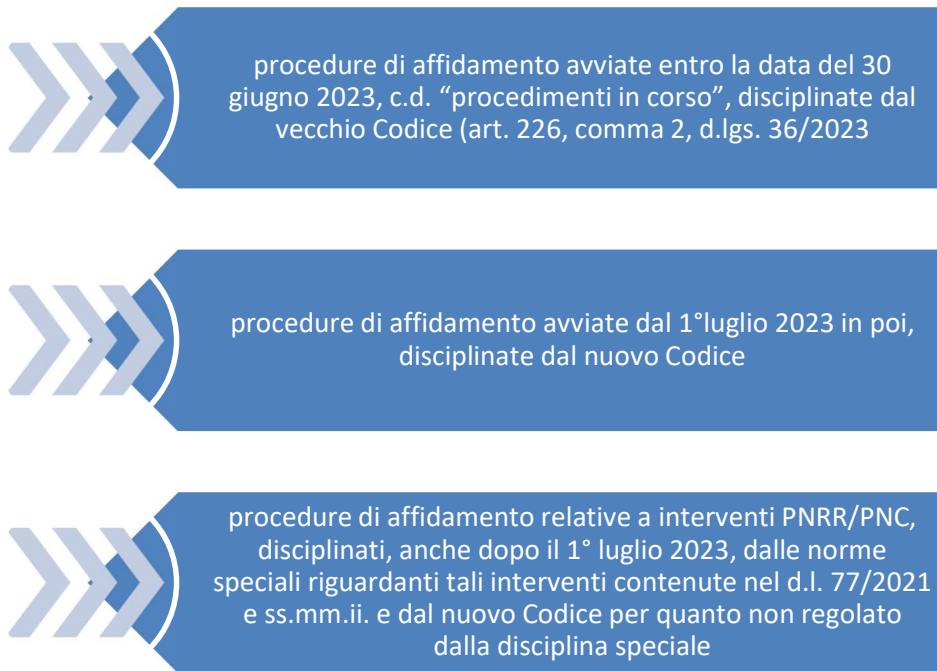 procedure di affidamento avviate entro la data del 30
giugno 2023, c.d. “procedimenti in corso”, disciplinate dal
vecchio Codice (art. 226, comma 2, d.lgs. 36/2023
procedure di affidamento avviate dal 1°luglio 2023 in poi,
disciplinate dal nuovo Codice
procedure di affidamento relative a interventi PNRR/PNC,
disciplinati, anche dopo il 1° luglio 2023, dalle norme
speciali riguardanti tali interventi contenute nel d.l. 77/2021
e ss.mm.ii. e dal nuovo Codice per quanto non regolato
dalla disciplina speciale